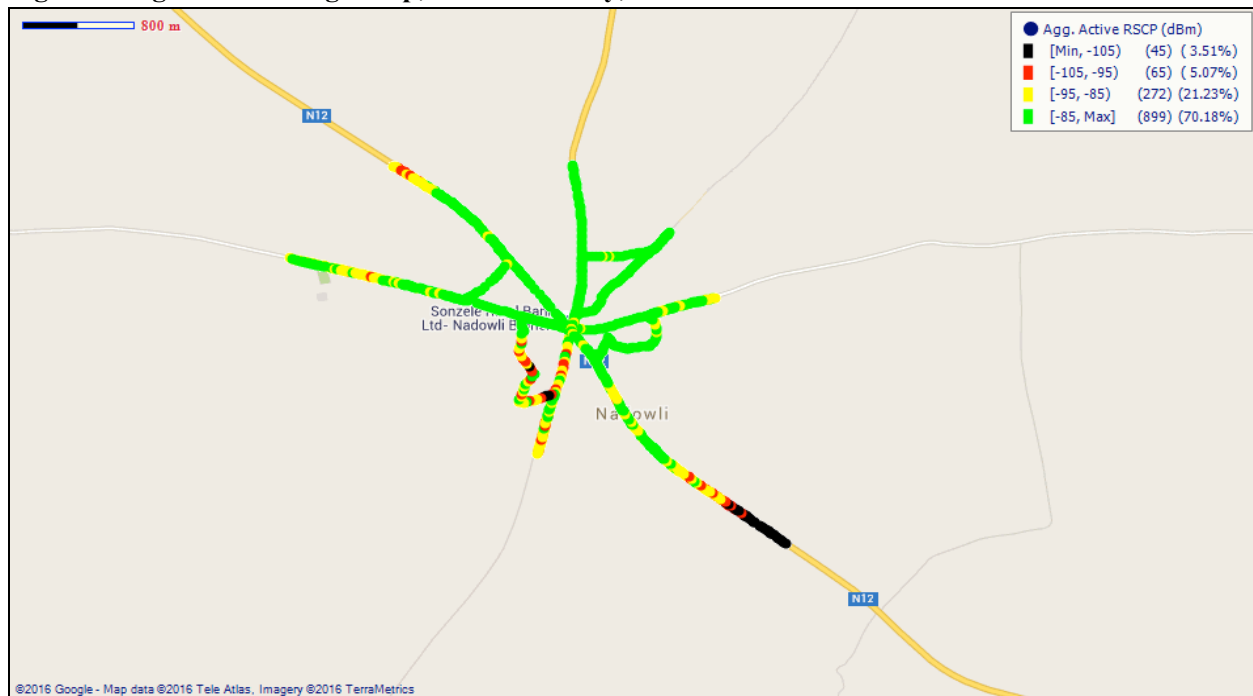 800 m
Agg. Active RSCP (dBm)
[Min, -105) (45) ( 3.51%)
[-105, -95) (65) ( 5.07%)
[-95, -85) (272) (21.23%)
[-85, Max] (899) (70.18%)
N12
Sonzele
Ltd- Nadowli
N12
©2016 Google - Map data ©2016 Tele Atlas, Imagery ©2016 TerraMetrics